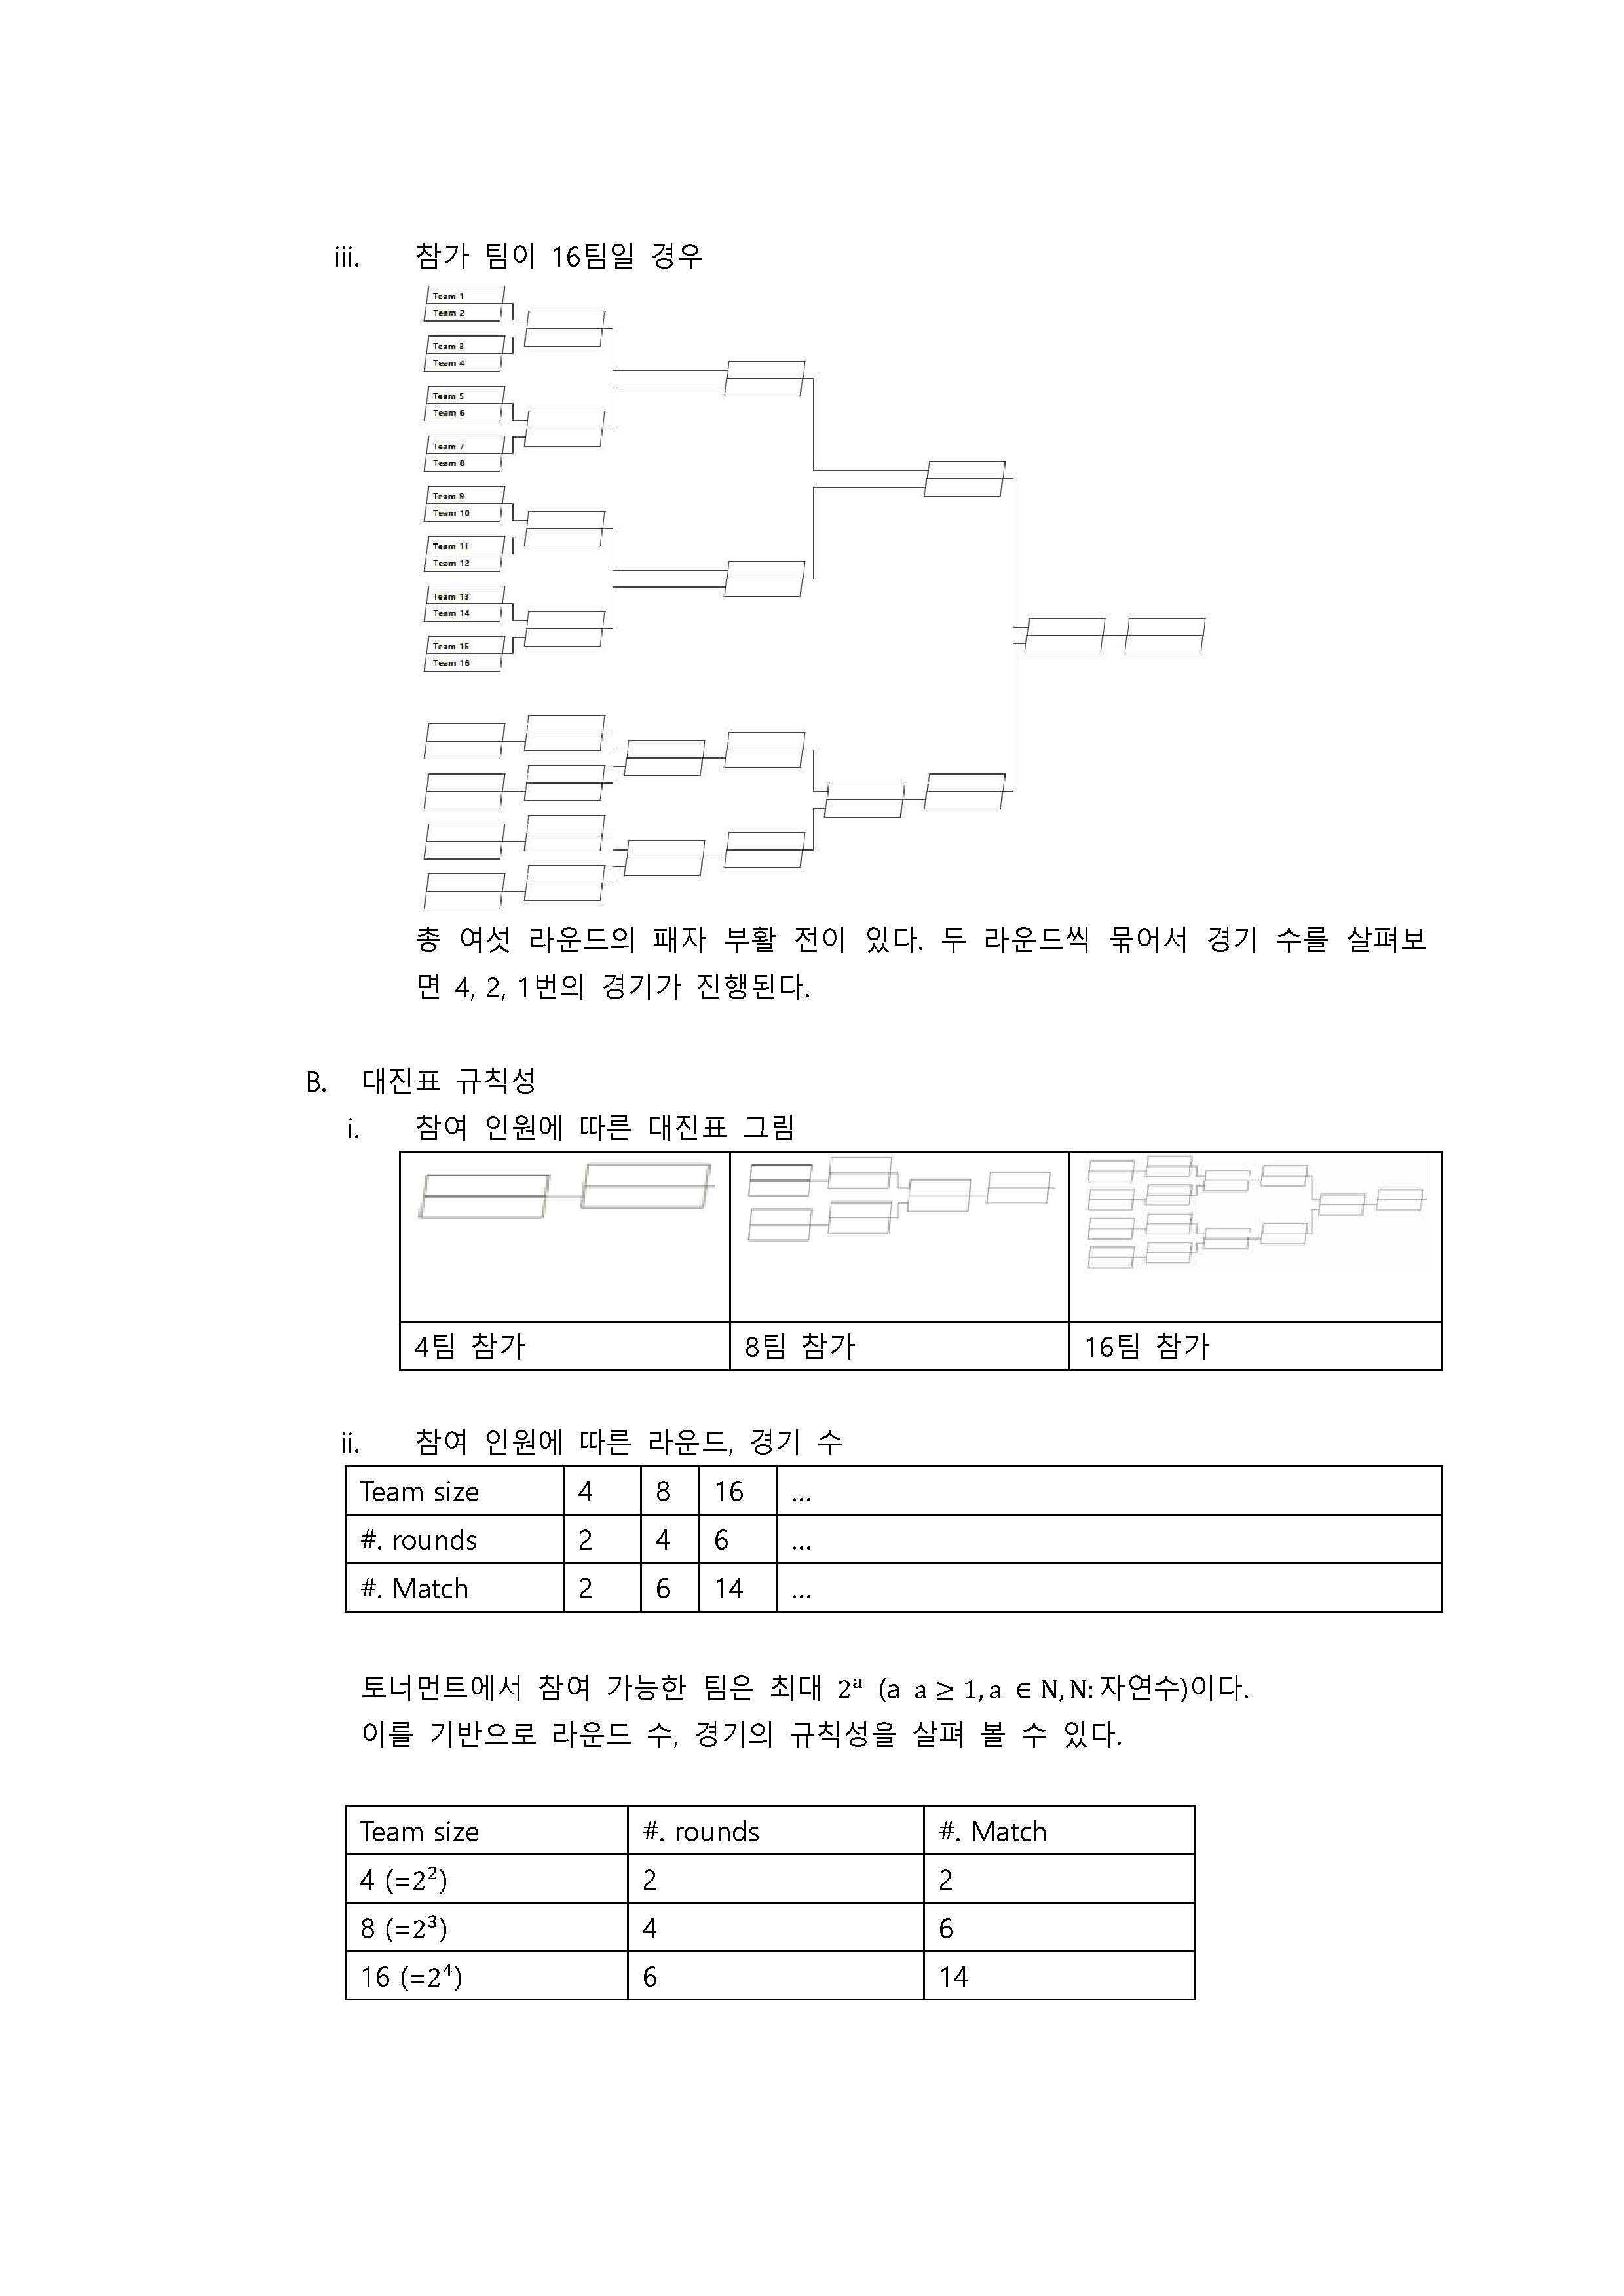 iii. 참가 팀이 16팀일 경우
Team 1
Team 2
Team 3
Team 4
Team 5
Team 6
Team 7
Team 8
Team 9
Team 10
Team 11
Team 12
Team 13
Team 14
Team 15
Team 16
총 여섯 라운드의 패자 부활 전이 있다. 두 라운드씩 묶어서 경기 수를 살펴보
면 4, 2, 1번의 경기가 진행된다.
B. 대진표 규칙성
i. 참여 인원에 따른 대진표 그림
4팀 참가 8팀 참가 16팀 참가
ii. 참여 인원에 따른 라운드, 경기 수
Team size 4 8 16 ...
#. rounds 2 4 6 ...
#. Match 2 6 14 ...
토너먼트에서 참여 가능한 팀은 최대 2ᵃ (a a ≥ 1, a ∈ N, N: 자연수)이다.
이를 기반으로 라운드 수, 경기의 규칙성을 살펴 볼 수 있다.
Team size #. rounds #. Match
4 (=2²) 2 2
8 (=2³) 4 6
16 (=2⁴) 6 14